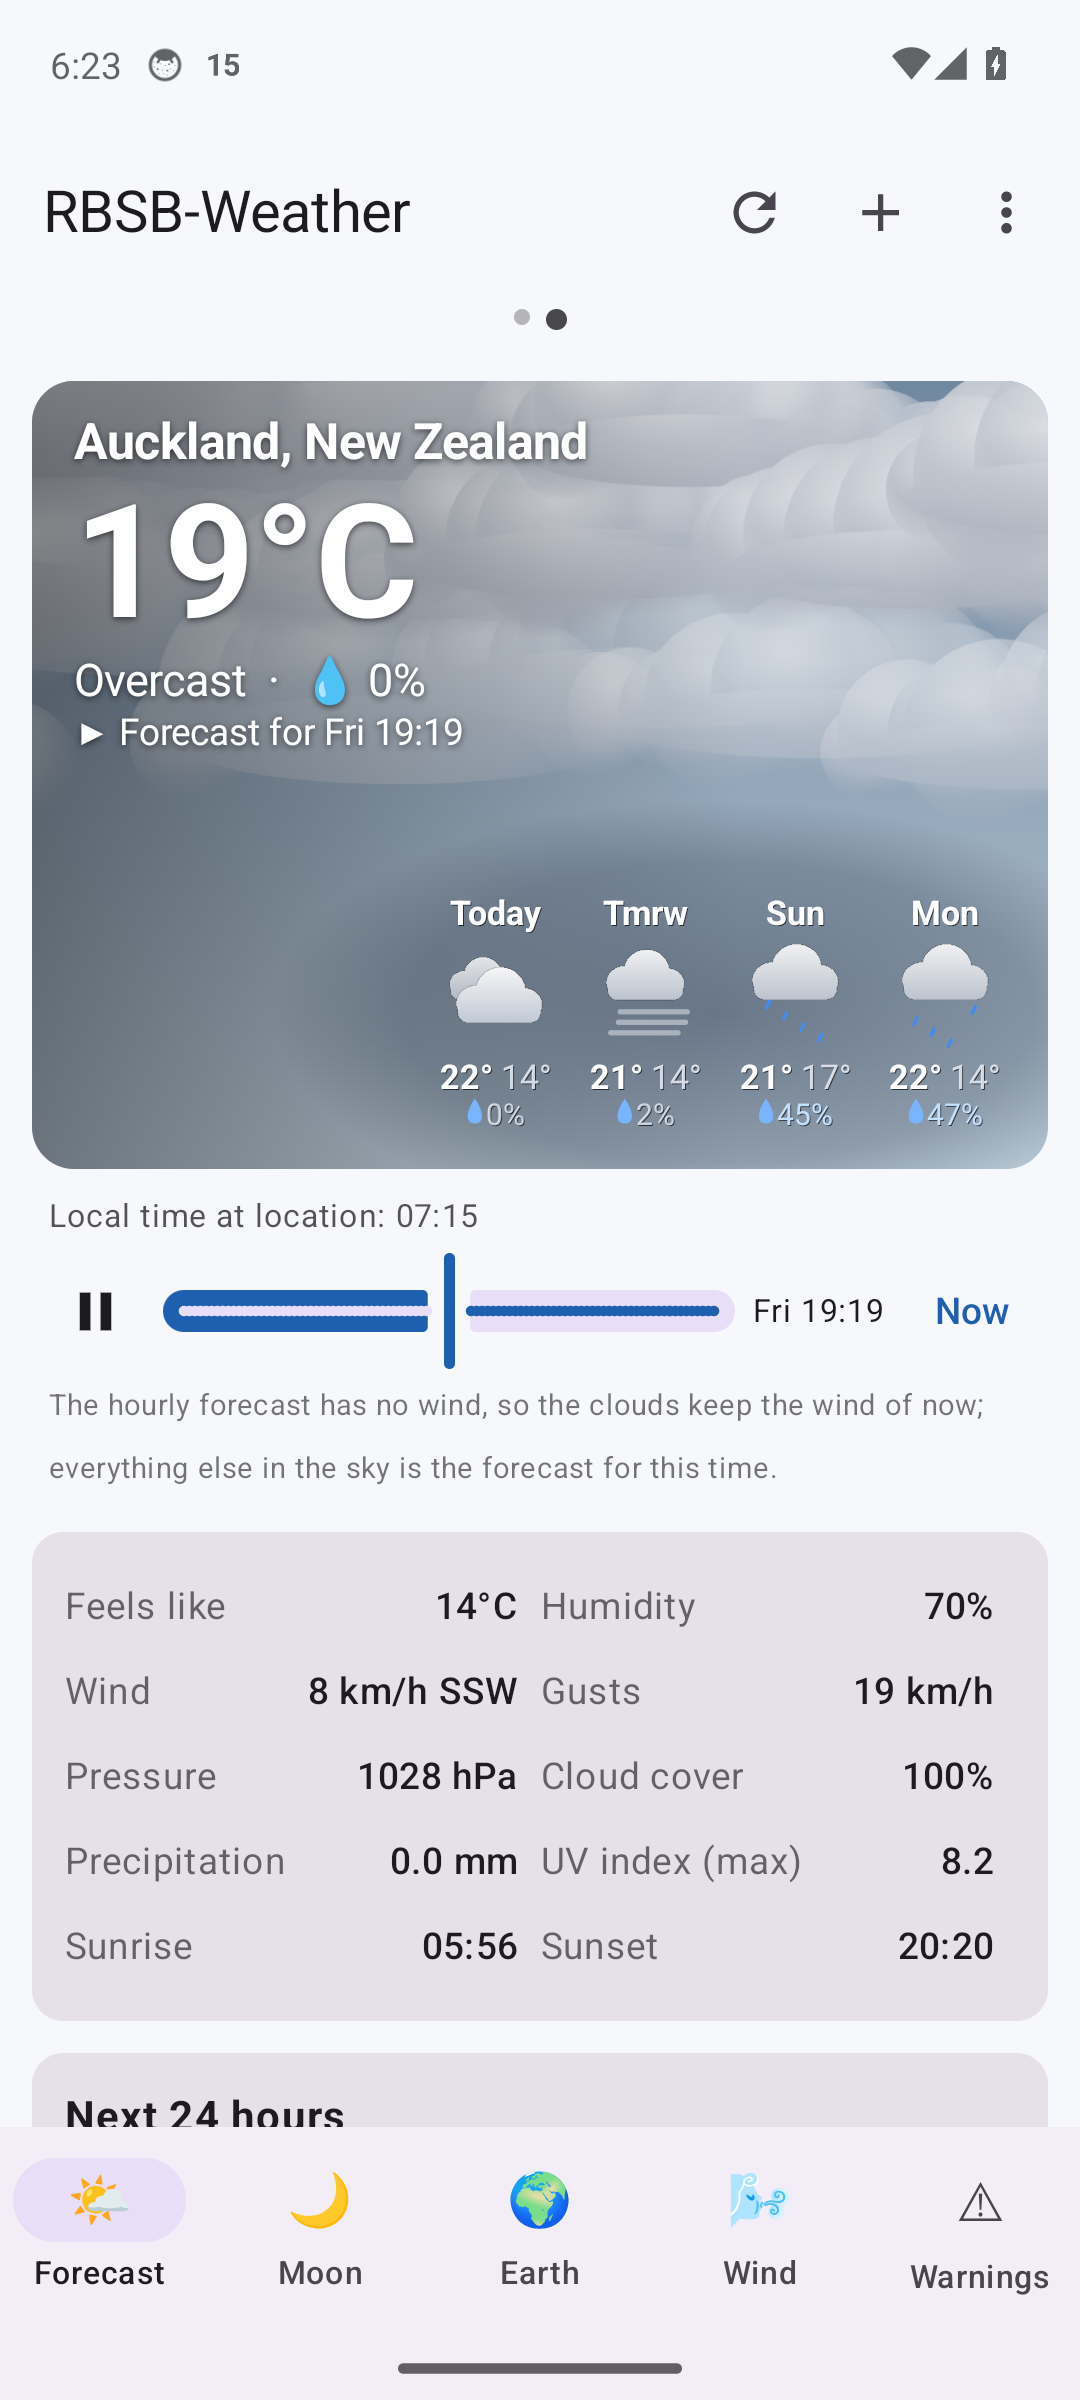 6:23 15
RBSB-Weather
Auckland, New Zealand
19°C
Overcast · 💧 0%
► Forecast for Fri 19:19
Today Tmrw Sun Mon
22° 14° 21° 14° 21° 17° 22° 14°
0% 2% 45% 47%
Local time at location: 07:15
Fri 19:19 Now
The hourly forecast has no wind, so the clouds keep the wind of now;
everything else in the sky is the forecast for this time.
Feels like 14°C Humidity 70%
Wind 8 km/h SSW Gusts 19 km/h
Pressure 1028 hPa Cloud cover 100%
Precipitation 0.0 mm UV index (max) 8.2
Sunrise 05:56 Sunset 20:20
Next 24 hours
Forecast Moon Earth Wind Warnings